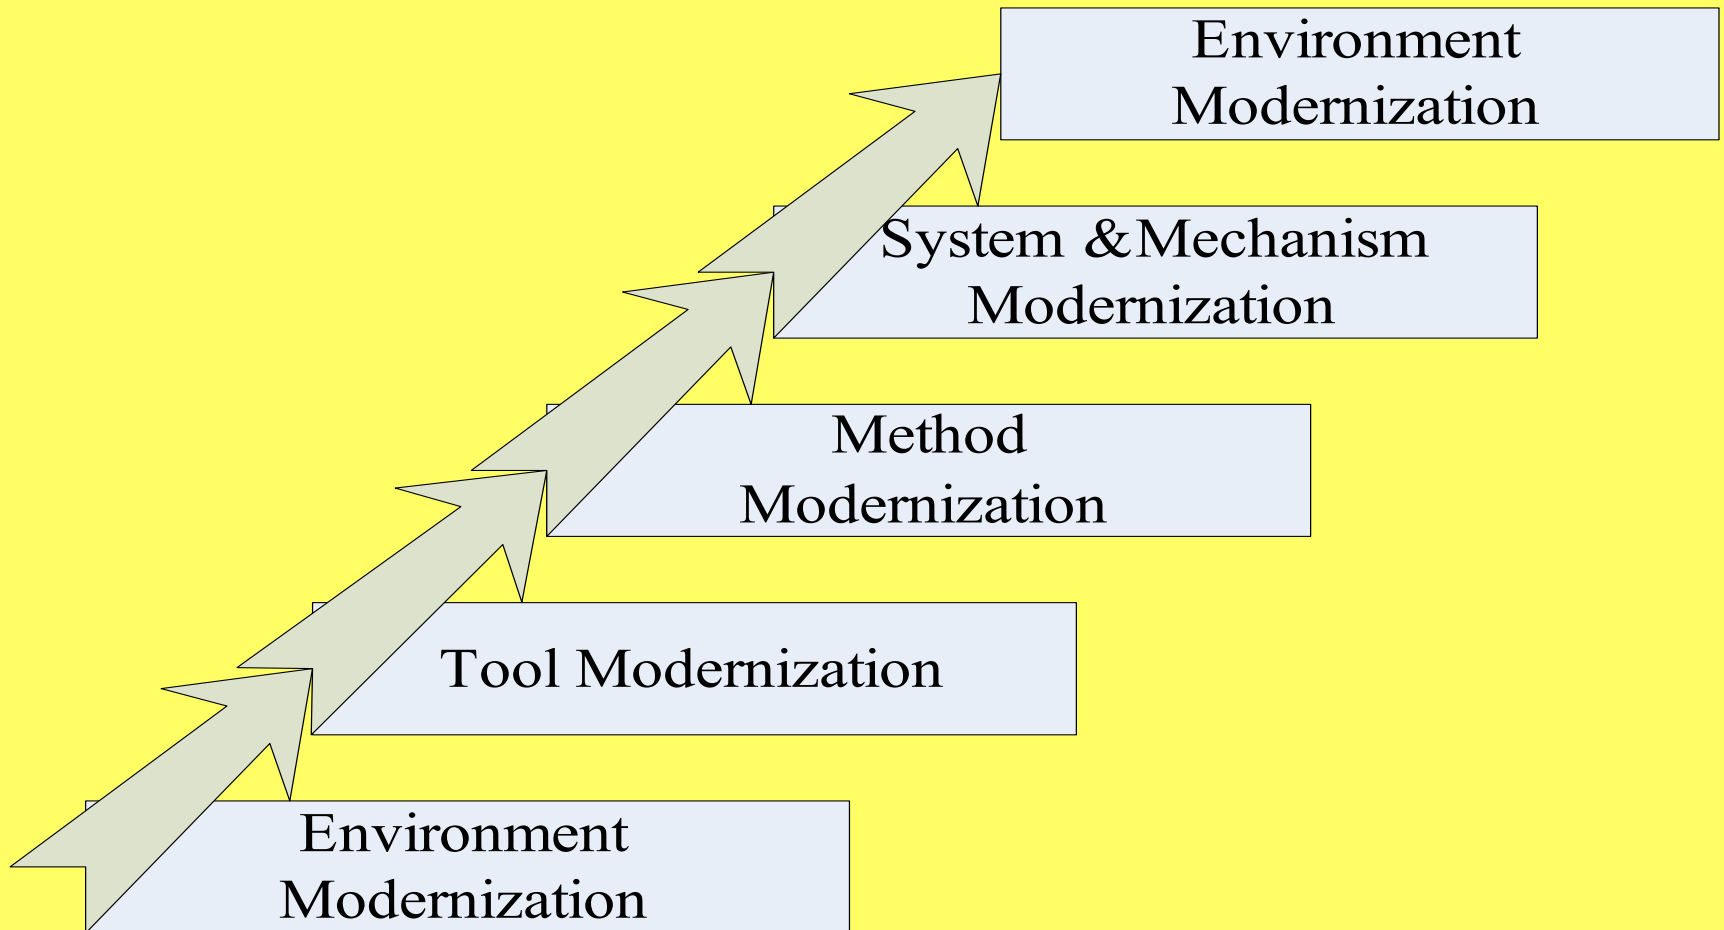 Environment
Modernization
System &Mechanism
Modernization
Method
Modernization
Tool Modernization
Environment
Modernization